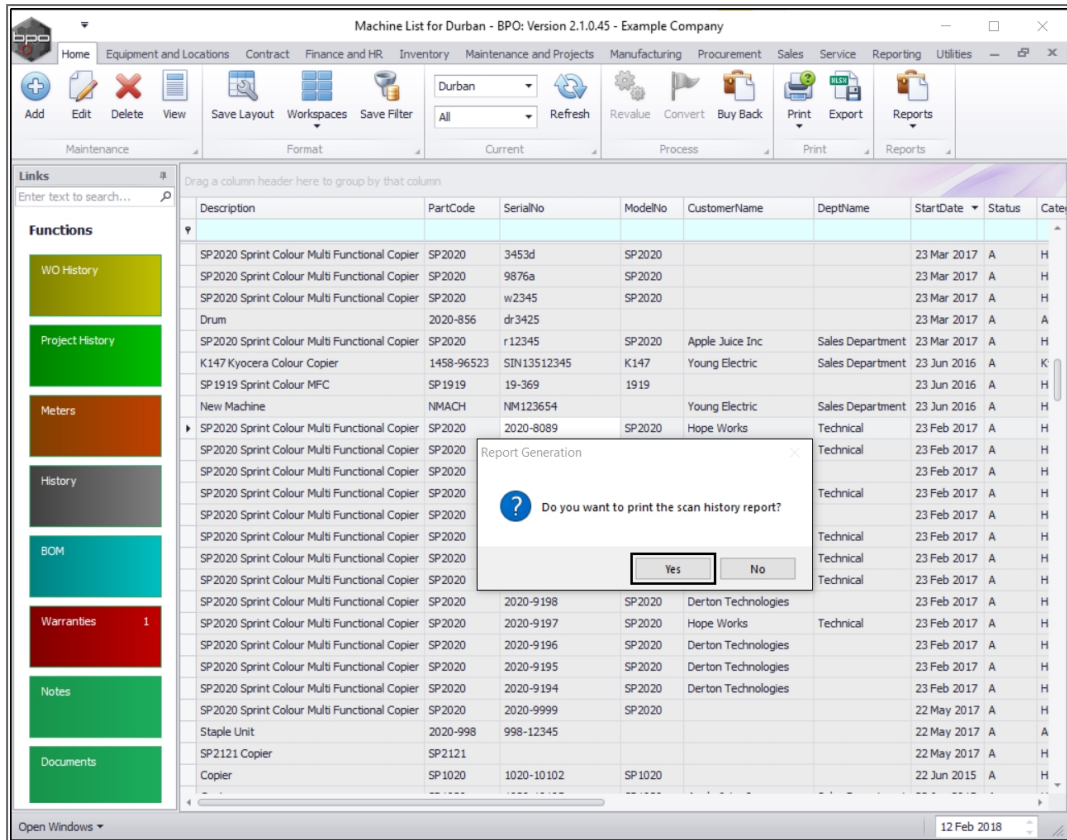 Machine List for Durban - BPO: Version 2.1.0.45 - Example Company
bpo
Home Equipment and Locations Contract Finance and HR Inventory Maintenance and Projects Manufacturing Procurement Sales Service Reporting Utilities
Add Edit Delete View Save Layout Workspaces Save Filter Durban All Refresh Revalue Convert Buy Back Print Export Reports
Maintenance Format Current Process Print Reports
Links
Enter text to search...
Functions
WO History
Project History
Meters
History
BOM
Warranties 1
Notes
Documents
Drag a column header here to group by that column
Description PartCode SerialNo ModelNo CustomerName DeptName StartDate Status Categ
SP2020 Sprint Colour Multi Functional Copier SP2020 3453d SP2020 23 Mar 2017 A H
SP2020 Sprint Colour Multi Functional Copier SP2020 9876a SP2020 23 Mar 2017 A H
SP2020 Sprint Colour Multi Functional Copier SP2020 w2345 SP2020 23 Mar 2017 A H
Drum 2020-856 dr3425 23 Mar 2017 A A
SP2020 Sprint Colour Multi Functional Copier SP2020 r12345 SP2020 Apple Juice Inc Sales Department 23 Mar 2017 A H
K147 Kyocera Colour Copier 1458-96523 SIN13512345 K147 Young Electric Sales Department 23 Jun 2016 A K
SP1919 Sprint Colour MFC SP1919 19-369 1919 23 Jun 2016 A H
New Machine NMACH NM123654 Young Electric Sales Department 23 Jun 2016 A H
SP2020 Sprint Colour Multi Functional Copier SP2020 2020-8089 SP2020 Hope Works Technical 23 Feb 2017 A H
SP2020 Sprint Colour Multi Functional Copier SP2020 Technical 23 Feb 2017 A H
SP2020 Sprint Colour Multi Functional Copier SP2020 23 Feb 2017 A H
SP2020 Sprint Colour Multi Functional Copier SP2020 Technical 23 Feb 2017 A H
SP2020 Sprint Colour Multi Functional Copier SP2020 23 Feb 2017 A H
SP2020 Sprint Colour Multi Functional Copier SP2020 Technical 23 Feb 2017 A H
SP2020 Sprint Colour Multi Functional Copier SP2020 Technical 23 Feb 2017 A H
SP2020 Sprint Colour Multi Functional Copier SP2020 Technical 23 Feb 2017 A H
SP2020 Sprint Colour Multi Functional Copier SP2020 2020-9198 SP2020 Derton Technologies 23 Feb 2017 A H
SP2020 Sprint Colour Multi Functional Copier SP2020 2020-9197 SP2020 Hope Works Technical 23 Feb 2017 A H
SP2020 Sprint Colour Multi Functional Copier SP2020 2020-9196 SP2020 Derton Technologies 23 Feb 2017 A H
SP2020 Sprint Colour Multi Functional Copier SP2020 2020-9195 SP2020 Derton Technologies 23 Feb 2017 A H
SP2020 Sprint Colour Multi Functional Copier SP2020 2020-9194 SP2020 Derton Technologies 23 Feb 2017 A H
SP2020 Sprint Colour Multi Functional Copier SP2020 2020-9999 SP2020 22 May 2017 A H
Staple Unit 2020-998 998-12345 22 May 2017 A A
SP2121 Copier SP2121 22 May 2017 A H
Copier SP1020 1020-10102 SP1020 22 Jun 2015 A H
Report Generation
Do you want to print the scan history report?
Yes No
Open Windows 12 Feb 2018